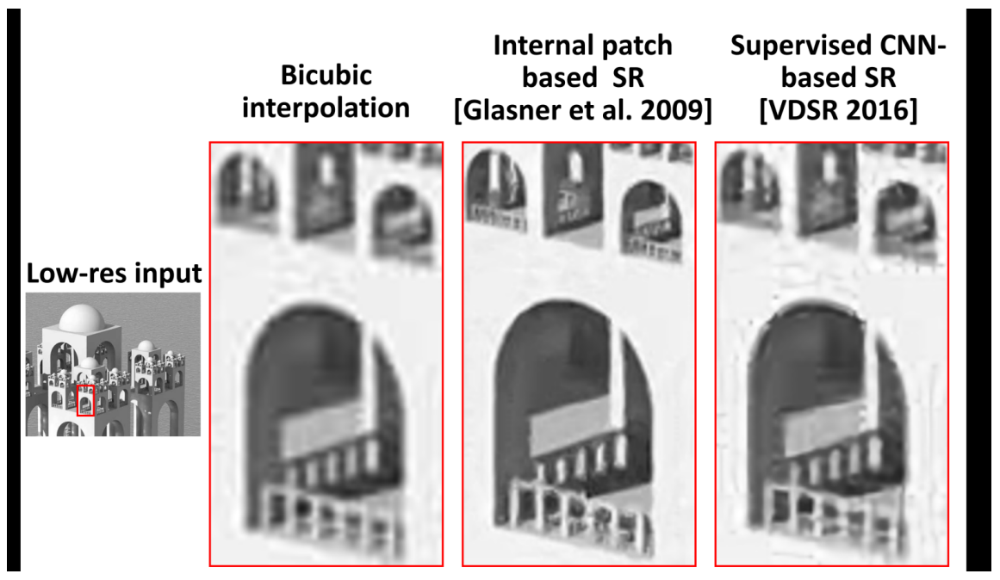 Bicubic
interpolation
Internal patch
based SR
[Glasner et al. 2009]
Supervised CNN-
based SR
[VDSR 2016]
Low-res input